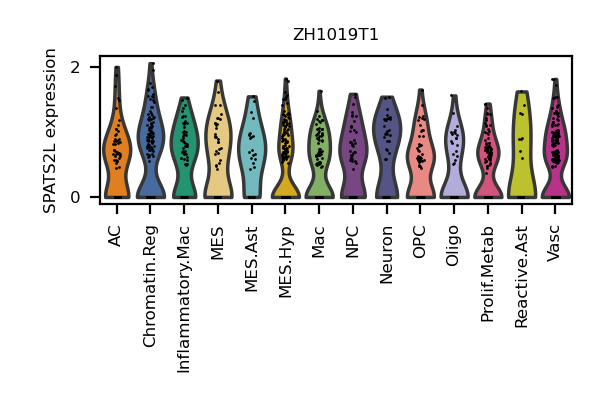 ZH1019T1
SPATS2L expression
2
0
AC
Chromatin.Reg
Inflammatory.Mac
MES
MES.Ast
MES.Hyp
Mac
NPC
Neuron
OPC
Oligo
Prolif.Metab
Reactive.Ast
Vasc